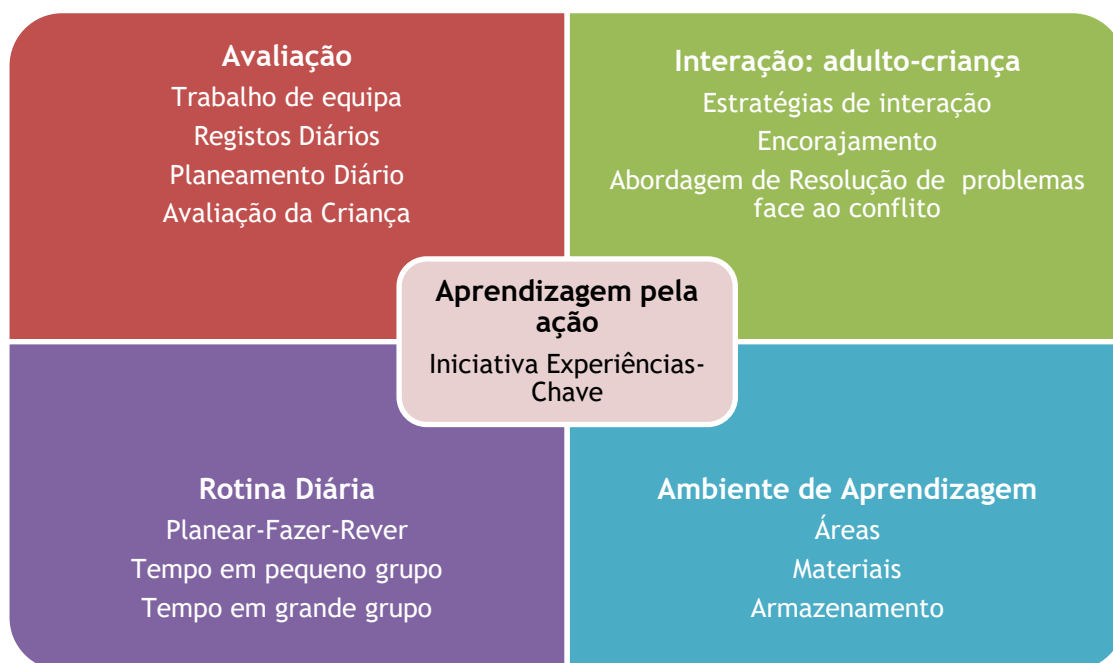 Avaliação
Trabalho de equipa
Registos Diários
Planeamento Diário
Avaliação da Criança
Interação: adulto-criança
Estratégias de interação
Encorajamento
Abordagem de Resolução de problemas
face ao conflito
Aprendizagem pela
ação
Iniciativa Experiências-
Chave
Rotina Diária
Planear-Fazer-Rever
Tempo em pequeno grupo
Tempo em grande grupo
Ambiente de Aprendizagem
Áreas
Materiais
Armazenamento